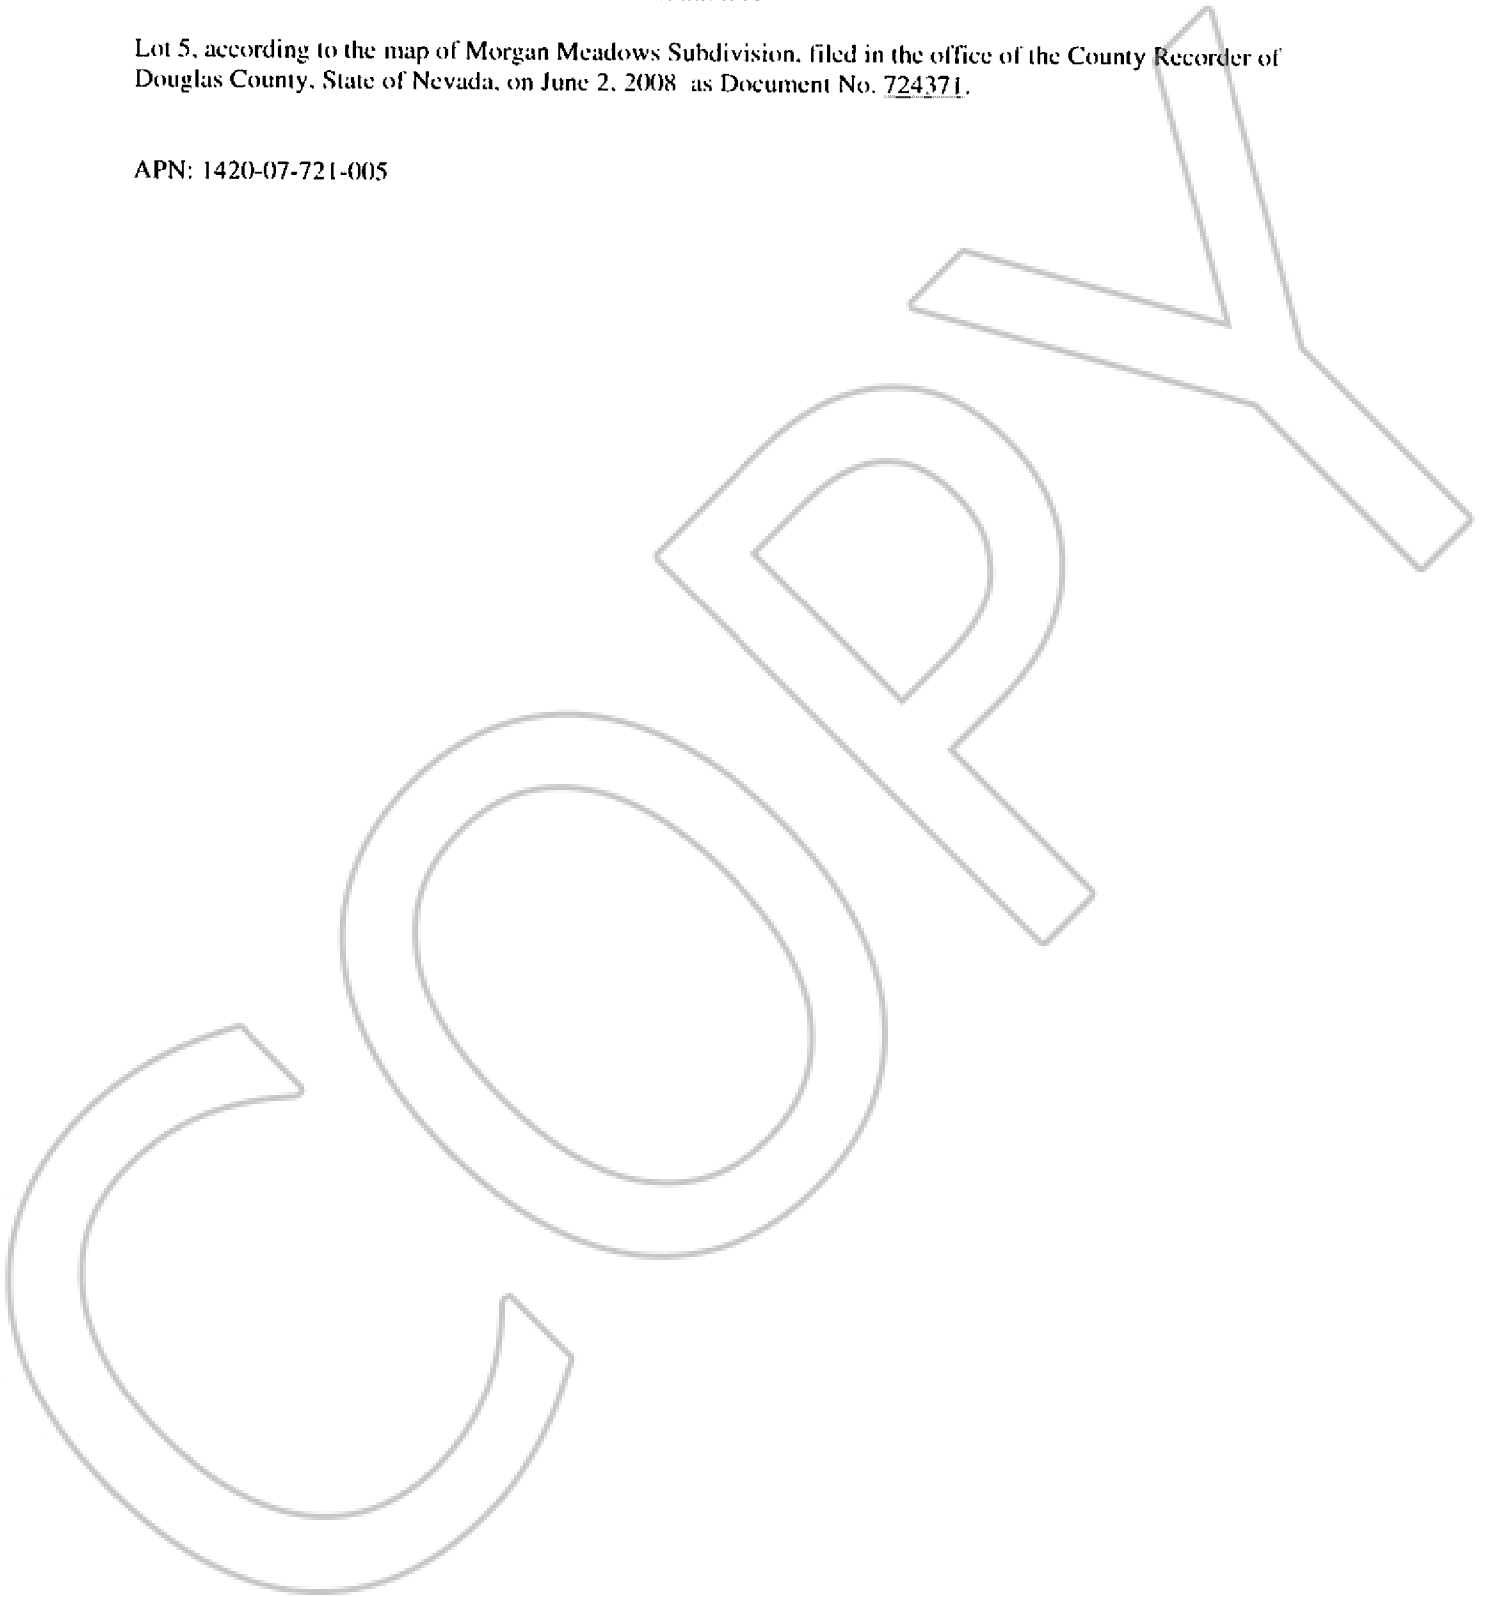 Lot 5, according to the map of Morgan Meadows Subdivision, filed in the office of the County Recorder of
Douglas County, State of Nevada, on June 2, 2008 as Document No. 724371.
APN: 1420-07-721-005
COPY